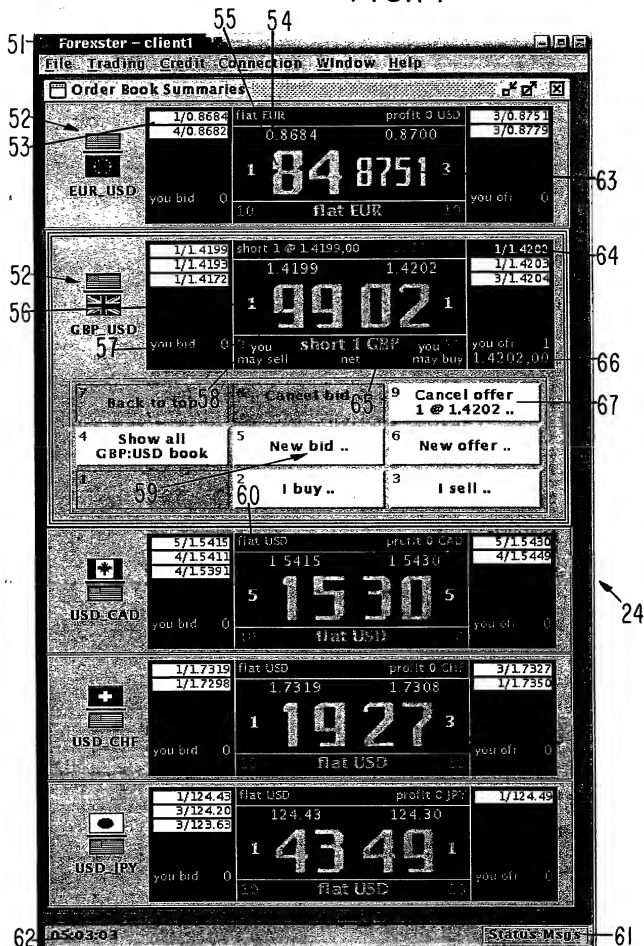 55 54
51 Forexster – client1
File Trading Credit Connection Window Help
Order Book Summaries
52
53
EUR_USD
1/0.8684
4/0.8682
you bid 0
flat EUR profit 0 USD
0.8684 0.8700
1 84 8751 3
10 flat EUR 10
3/0.8751
3/0.8779
you ofr 0
63
52
56
57
GBP_USD
1/1.4199
1/1.4193
1/1.4172
you bid 0
short 1 @ 1.4199,00
1.4199 1.4202
1 99 02 1
you short 1 GBP you
may sell net may buy
1/1.4202
1/1.4203
3/1.4204
you ofr 1
1.4202,00
64
66
7 Back to top
58
Cancel bid
65
9 Cancel offer
1 @ 1.4202 ..
67
4 Show all
GBP:USD book
5 New bid ..
6 New offer ..
1
59
2 I buy ..
3 I sell ..
60
USD_CAD
5/1.5415
4/1.5411
4/1.5391
you bid 0
flat USD profit 0 CAD
1.5415 1.5430
5 15 30 5
10 flat USD
5/1.5430
4/1.5449
you ofr 0
24
USD_CHF
1/1.7319
1/1.7298
you bid 0
flat USD profit 0 CHF
1.7319 1.7308
1 19 27 3
10 flat USD 10
3/1.7327
1/1.7350
you ofr 0
USD_JPY
1/124.43
3/124.20
3/123.63
you bid 0
flat USD profit 0 JPY
124.43 124.30
1 43 49 1
10 flat USD 10
1/124.49
you ofr 0
62 05:03:03
Status Msgs 61